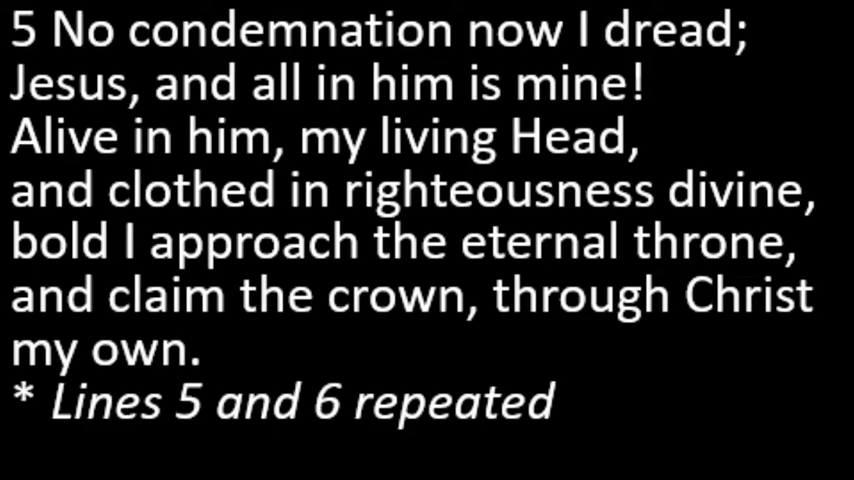 5 No condemnation now I dread;
Jesus, and all in him is mine!
Alive in him, my living Head,
and clothed in righteousness divine,
bold I approach the eternal throne,
and claim the crown, through Christ
my own.
* Lines 5 and 6 repeated